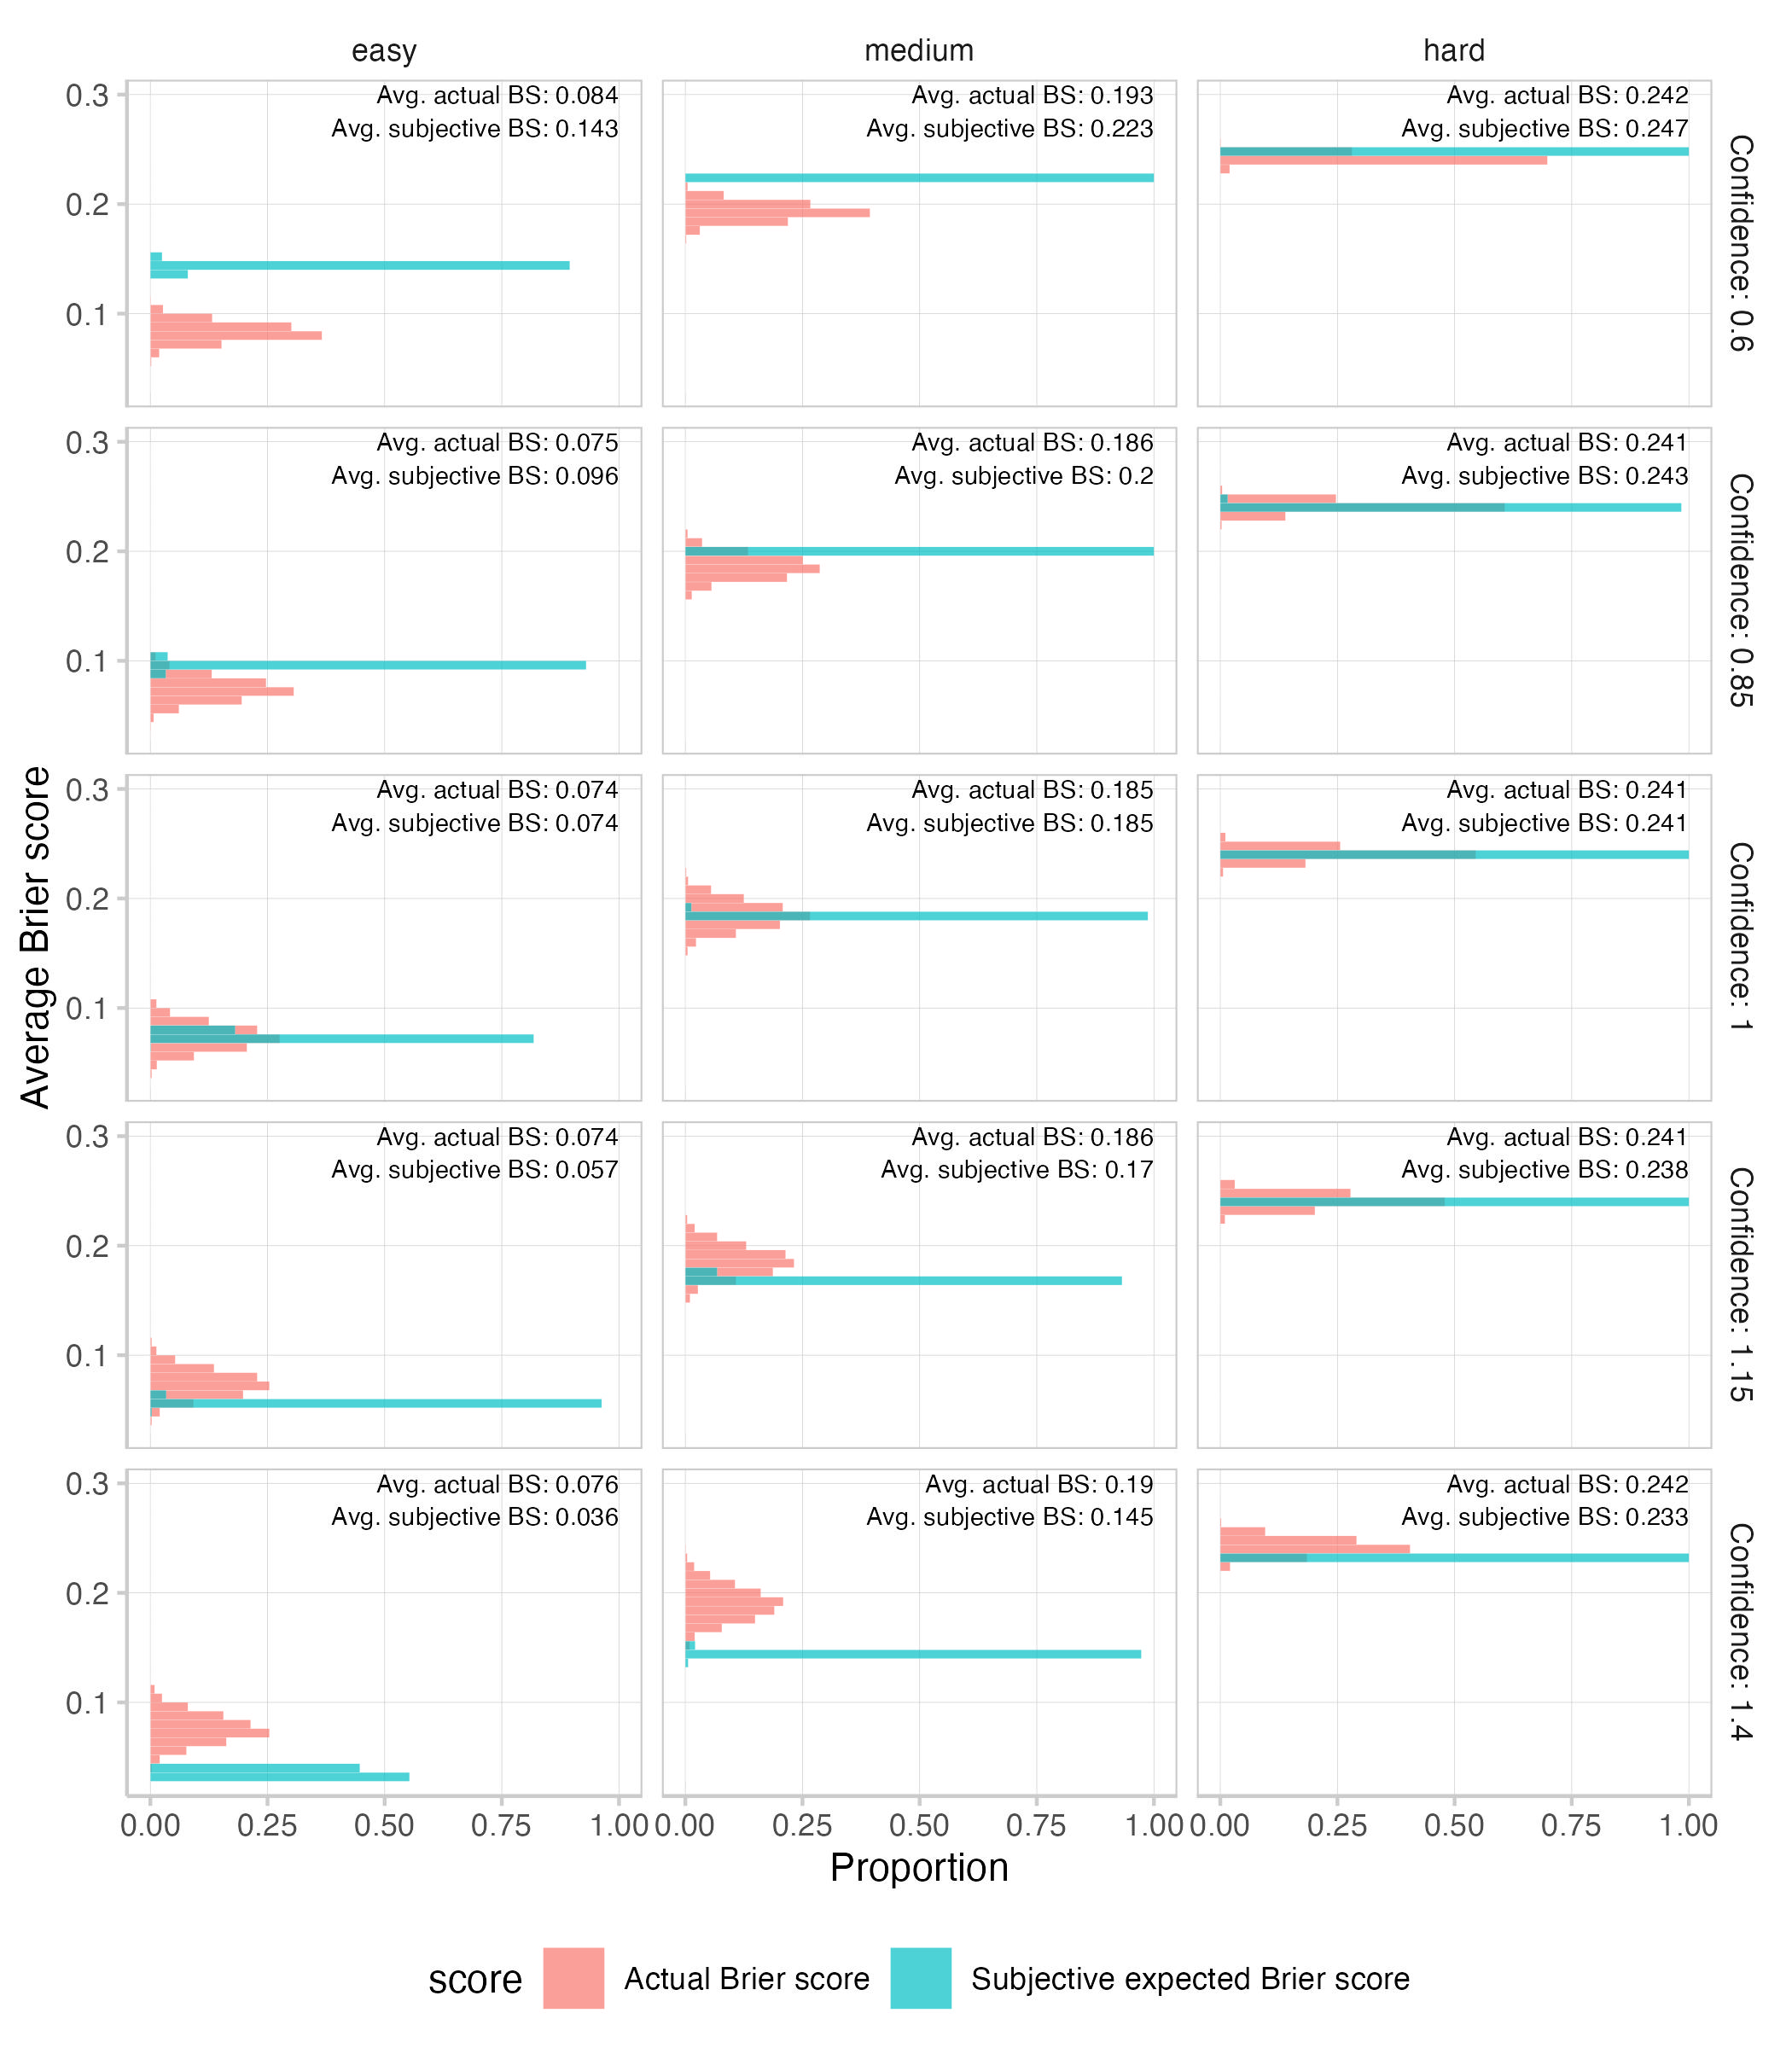 easy medium hard
0.3
Avg. actual BS: 0.084
Avg. subjective BS: 0.143
Avg. actual BS: 0.193
Avg. subjective BS: 0.223
Avg. actual BS: 0.242
Avg. subjective BS: 0.247
0.2
0.1
Confidence: 0.6
0.3
Avg. actual BS: 0.075
Avg. subjective BS: 0.096
Avg. actual BS: 0.186
Avg. subjective BS: 0.2
Avg. actual BS: 0.241
Avg. subjective BS: 0.243
0.2
0.1
Confidence: 0.85
Average Brier score
0.3
Avg. actual BS: 0.074
Avg. subjective BS: 0.074
Avg. actual BS: 0.185
Avg. subjective BS: 0.185
Avg. actual BS: 0.241
Avg. subjective BS: 0.241
0.2
0.1
Confidence: 1
0.3
Avg. actual BS: 0.074
Avg. subjective BS: 0.057
Avg. actual BS: 0.186
Avg. subjective BS: 0.17
Avg. actual BS: 0.241
Avg. subjective BS: 0.238
0.2
0.1
Confidence: 1.15
0.3
Avg. actual BS: 0.076
Avg. subjective BS: 0.036
Avg. actual BS: 0.19
Avg. subjective BS: 0.145
Avg. actual BS: 0.242
Avg. subjective BS: 0.233
0.2
0.1
Confidence: 1.4
0.00 0.25 0.50 0.75 1.00 0.00 0.25 0.50 0.75 1.00 0.00 0.25 0.50 0.75 1.00
Proportion
score Actual Brier score Subjective expected Brier score